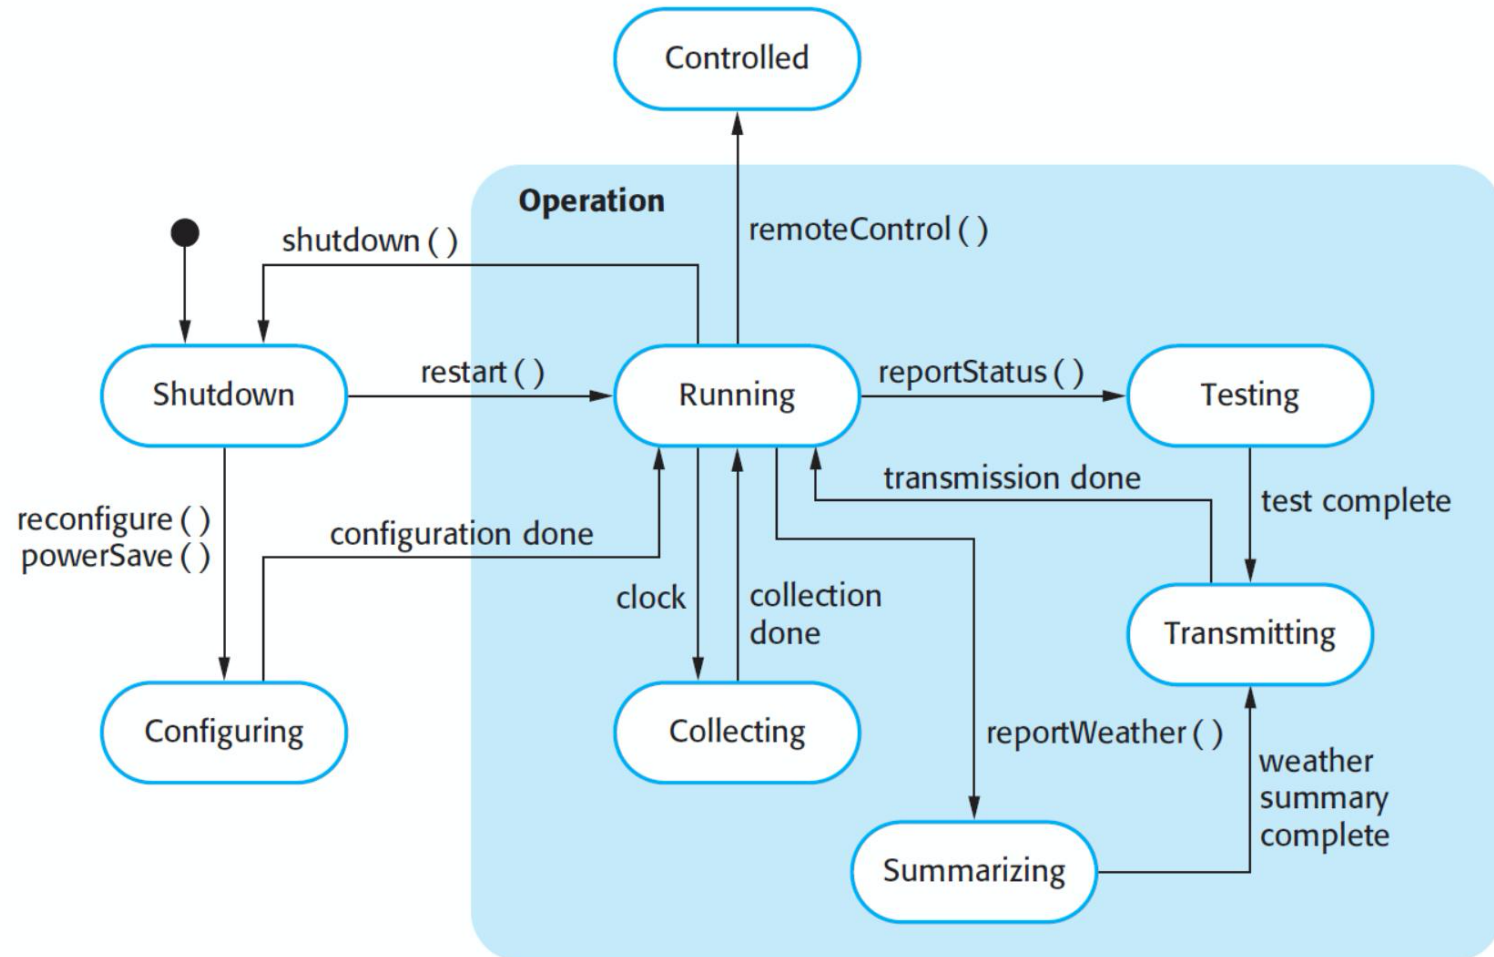 Controlled
Operation
remoteControl ( )
shutdown ( )
Shutdown
restart ( )
Running
reportStatus ( )
Testing
transmission done
test complete
reconfigure ( )
powerSave ( )
configuration done
clock
collection
done
Transmitting
Configuring
Collecting
reportWeather ( )
weather
summary
complete
Summarizing